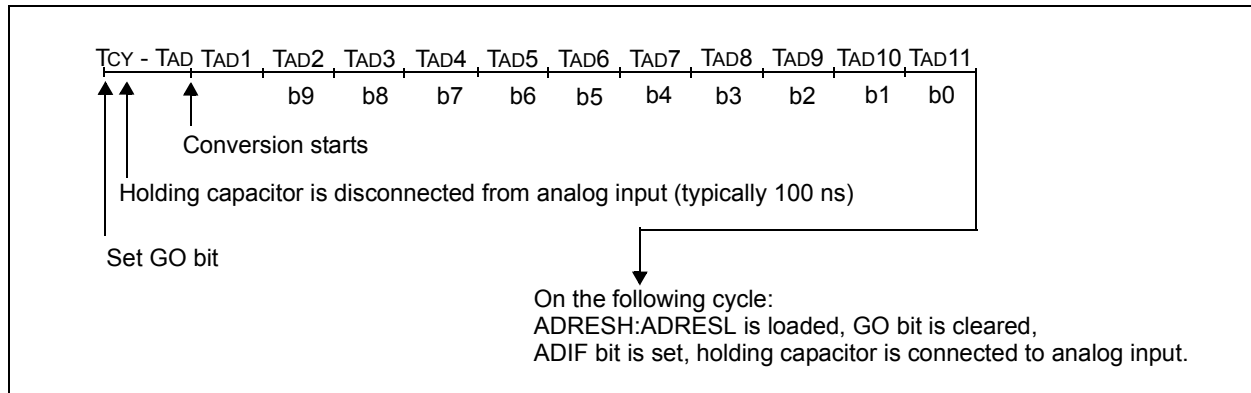 TCY - TAD TAD1 TAD2 TAD3 TAD4 TAD5 TAD6 TAD7 TAD8 TAD9 TAD10 TAD11
b9 b8 b7 b6 b5 b4 b3 b2 b1 b0
Conversion starts
Holding capacitor is disconnected from analog input (typically 100 ns)
Set GO bit
On the following cycle:
ADRESH:ADRESL is loaded, GO bit is cleared,
ADIF bit is set, holding capacitor is connected to analog input.